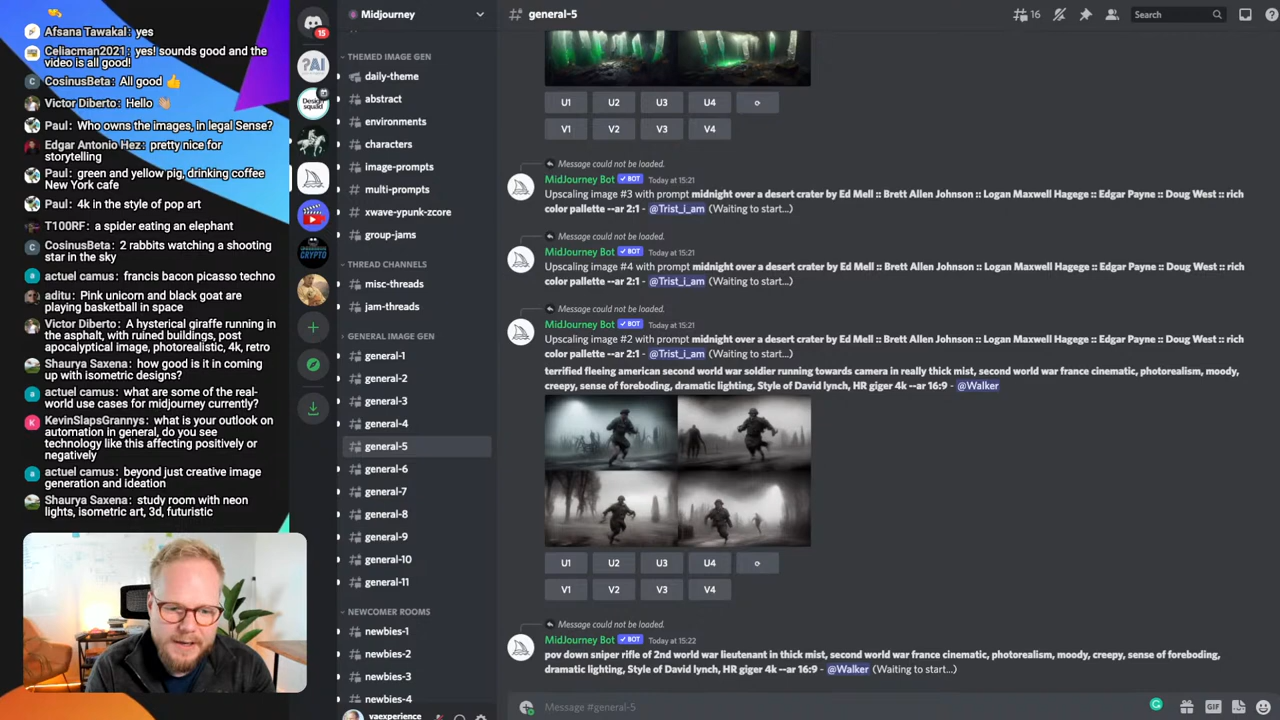 Afsana Tawakal: yes
Celiacman2021: yes! sounds good and the
video is all good!
CosinusBeta: All good 👍
Victor Diberto: Hello 👋🏼
Paul: Who owns the images, in legal Sense?
Edgar Antonio Hez: pretty nice for
storytelling
Paul: green and yellow pig, drinking coffee
New York cafe
Paul: 4k in the style of pop art
T100RF: a spider eating an elephant
CosinusBeta: 2 rabbits watching a shooting
star in the sky
actuel camus: francis bacon picasso techno
aditu: Pink unicorn and black goat are
playing basketball in space
Victor Diberto: A hysterical giraffe running in
the asphalt, with ruined buildings, post
apocalyptical image, photorealistic, 4k, retro
Shaurya Saxena: how good is it in coming
up with isometric designs?
actuel camus: what are some of the real-
world use cases for midjourney currently?
KevinSlapsGrannys: what is your outlook on
automation in general, do you see
technology like this affecting positively or
negatively
actuel camus: beyond just creative image
generation and ideation
Shaurya Saxena: study room with neon
lights, isometric art, 3d, futuristic
15
PAI
Design
squad
CRYPTO
Midjourney
THEMED IMAGE GEN
daily-theme
abstract
environments
characters
image-prompts
multi-prompts
xwave-ypunk-zcore
group-jams
THREAD CHANNELS
misc-threads
jam-threads
GENERAL IMAGE GEN
general-1
general-2
general-3
general-4
general-5
general-6
general-7
general-8
general-9
general-10
general-11
NEWCOMER ROOMS
newbies-1
newbies-2
newbies-3
newbies-4
vaexperience
general-5
16
Search
U1 U2 U3 U4
V1 V2 V3 V4
Message could not be loaded.
MidJourney Bot BOT Today at 15:21
Upscaling image #3 with prompt midnight over a desert crater by Ed Mell :: Brett Allen Johnson :: Logan Maxwell Hagege :: Edgar Payne :: Doug West :: rich
color pallette --ar 2:1 - @Trist_i_am (Waiting to start...)
Message could not be loaded.
MidJourney Bot BOT Today at 15:21
Upscaling image #4 with prompt midnight over a desert crater by Ed Mell :: Brett Allen Johnson :: Logan Maxwell Hagege :: Edgar Payne :: Doug West :: rich
color pallette --ar 2:1 - @Trist_i_am (Waiting to start...)
Message could not be loaded.
MidJourney Bot BOT Today at 15:21
Upscaling image #2 with prompt midnight over a desert crater by Ed Mell :: Brett Allen Johnson :: Logan Maxwell Hagege :: Edgar Payne :: Doug West :: rich
color pallette --ar 2:1 - @Trist_i_am (Waiting to start...)
terrified fleeing american second world war soldier running towards camera in really thick mist, second world war france cinematic, photorealism, moody,
creepy, sense of foreboding, dramatic lighting, Style of David lynch, HR giger 4k --ar 16:9 - @Walker
U1 U2 U3 U4
V1 V2 V3 V4
Message could not be loaded.
MidJourney Bot BOT Today at 15:22
pov down sniper rifle of 2nd world war lieutenant in thick mist, second world war france cinematic, photorealism, moody, creepy, sense of foreboding,
dramatic lighting, Style of David lynch, HR giger 4k --ar 16:9 - @Walker (Waiting to start...)
Message #general-5
GIF